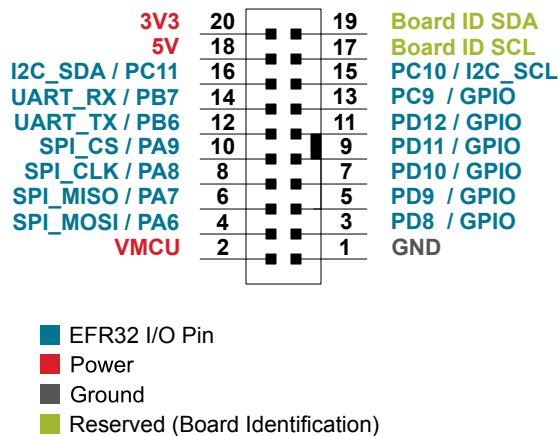 3V3 20 19 Board ID SDA
5V 18 17 Board ID SCL
I2C_SDA / PC11 16 15 PC10 / I2C_SCL
UART_RX / PB7 14 13 PC9 / GPIO
UART_TX / PB6 12 11 PD12 / GPIO
SPI_CS / PA9 10 9 PD11 / GPIO
SPI_CLK / PA8 8 7 PD10 / GPIO
SPI_MISO / PA7 6 5 PD9 / GPIO
SPI_MOSI / PA6 4 3 PD8 / GPIO
VMCU 2 1 GND
EFR32 I/O Pin
Power
Ground
Reserved (Board Identification)